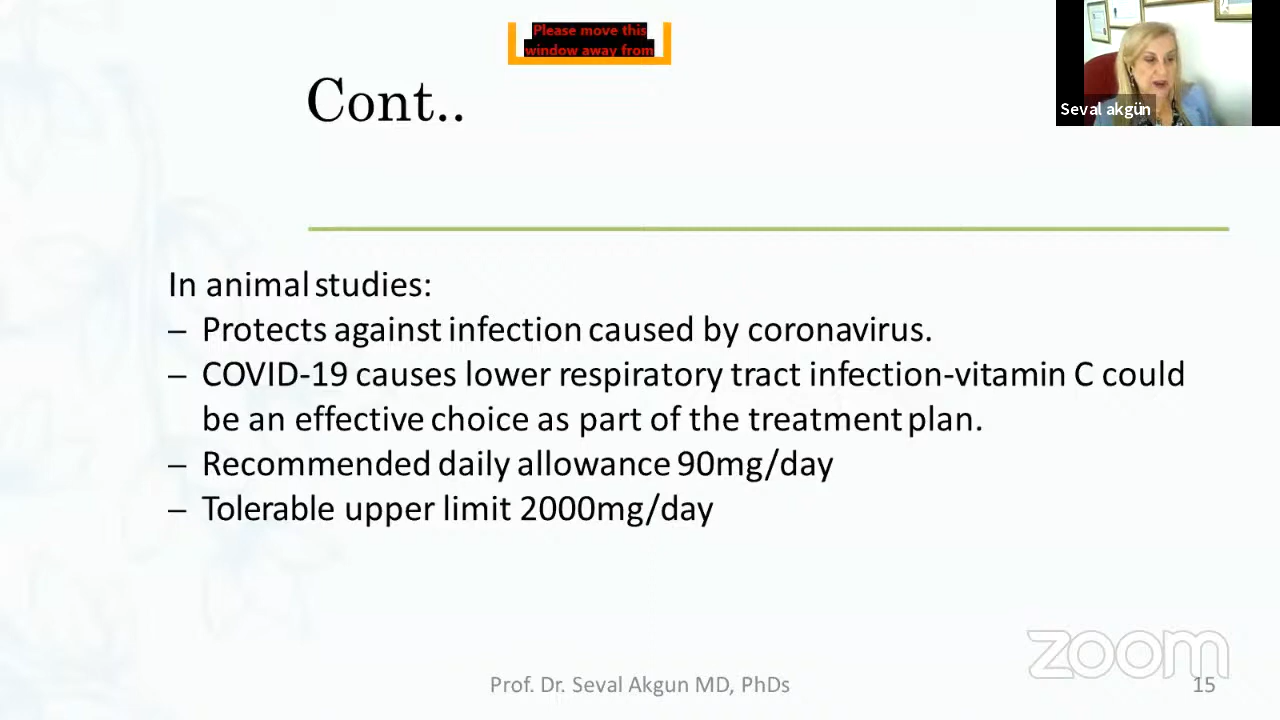 Please move this
window away from
Cont..
Seval akgün
In animal studies:
– Protects against infection caused by coronavirus.
– COVID-19 causes lower respiratory tract infection-vitamin C could
be an effective choice as part of the treatment plan.
– Recommended daily allowance 90mg/day
– Tolerable upper limit 2000mg/day
zoom
Prof. Dr. Seval Akgun MD, PhDs
15